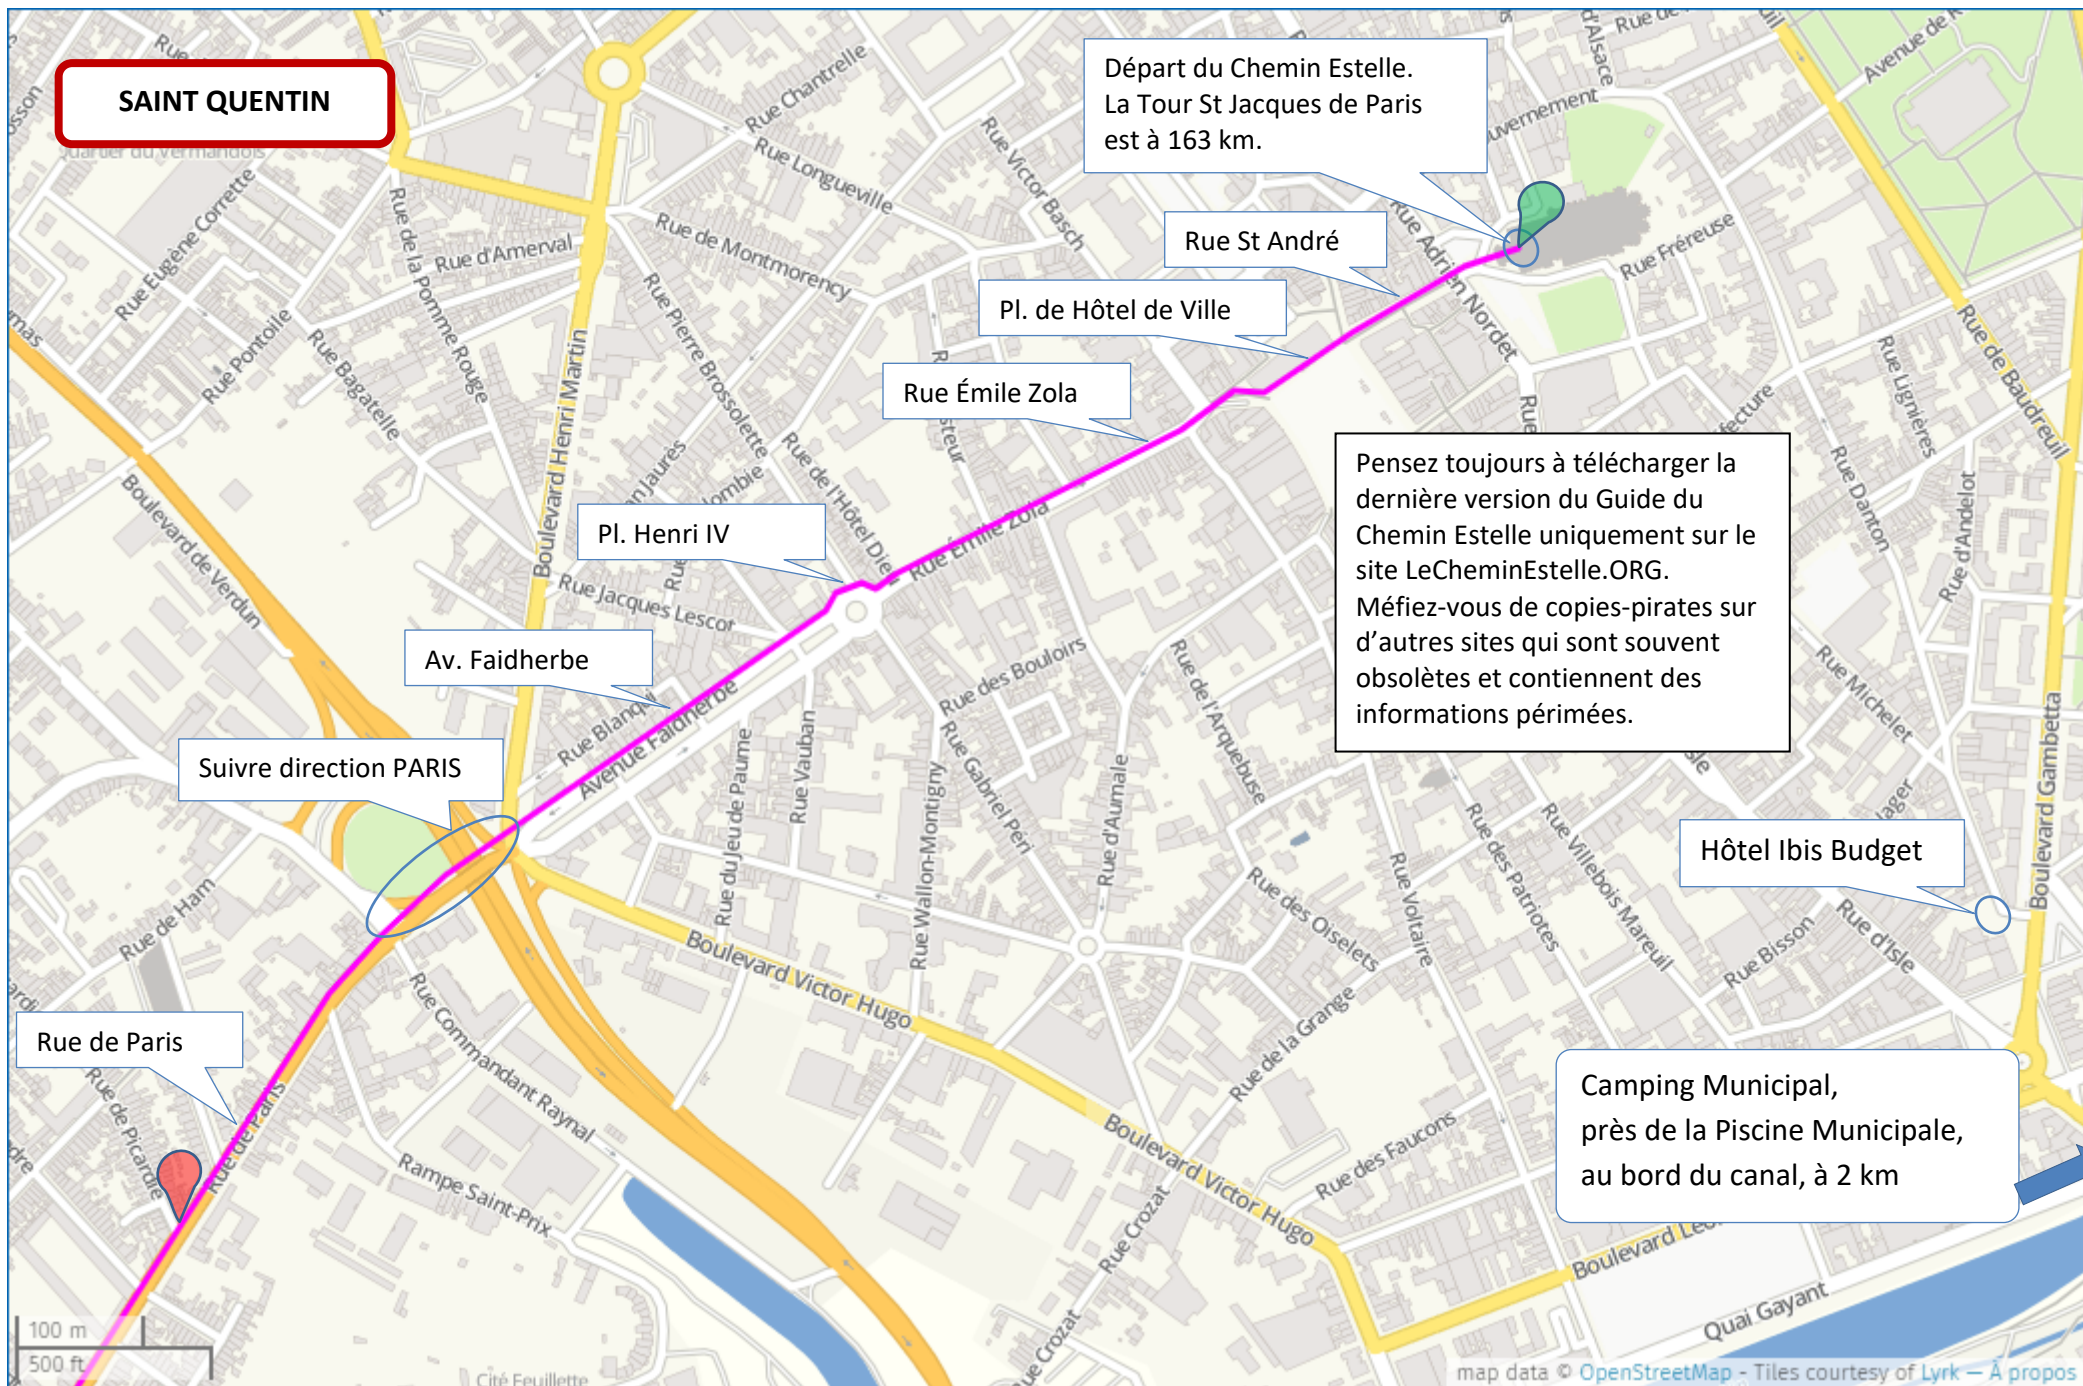 SAINT QUENTIN
Départ du Chemin Estelle.
La Tour St Jacques de Paris
est à 163 km.
Rue St André
Pl. de Hôtel de Ville
Rue Émile Zola
Pl. Henri IV
Av. Faidherbe
Suivre direction PARIS
Rue de Paris
Pensez toujours à télécharger la
dernière version du Guide du
Chemin Estelle uniquement sur le
site LeCheminEstelle.ORG.
Méfiez-vous de copies-pirates sur
d’autres sites qui sont souvent
obsolètes et contiennent des
informations périmées.
Hôtel Ibis Budget
Camping Municipal,
près de la Piscine Municipale,
au bord du canal, à 2 km
Quartier du Vermandois
Rue Chantrelle
Rue Longueville
Rue Victor Basch
Rue de Montmorency
Rue d'Amerval
Rue de la Pomme Rouge
Rue Eugène Corrette
Rue Pontoile
Rue Bagatelle
Boulevard Henri Martin
Rue Pierre Brossolette
Rue de l'Hôtel Die
Rue Adrien Nordet
Rue Fréreuse
d'Alsace
Rue de Baudreuil
Rue Lignières
Rue Danton
Rue d'Andelot
Rue Michelet
Boulevard Gambetta
Boulevard de Verdun
Rue Jacques Lescot
Rue Émile Zola
Rue Blanqui
Avenue Faidherbe
Rue des Bouloirs
Rue de l'Arquebuse
Rue du Jeu de Paume
Rue Vauban
Rue Wallon-Montigny
Rue Gabriel Péri
Rue d'Aumale
Rue des Oiselets
Rue Voltaire
Rue des Patriotes
Rue Villebois Mareuil
Rue Bisson
Rue d'Isle
Rue de Ham
Rue de Picardie
Rue de Paris
Rue Commandant Raynal
Rampe Saint-Prix
Boulevard Victor Hugo
Boulevard Victor Hugo
Rue de la Grange
Rue des Faucons
Rue Crozat
Rue Crozat
Quai Gayant
Cité Feuillette
100 m
500 ft
map data © OpenStreetMap - Tiles courtesy of Lyrk — À propos